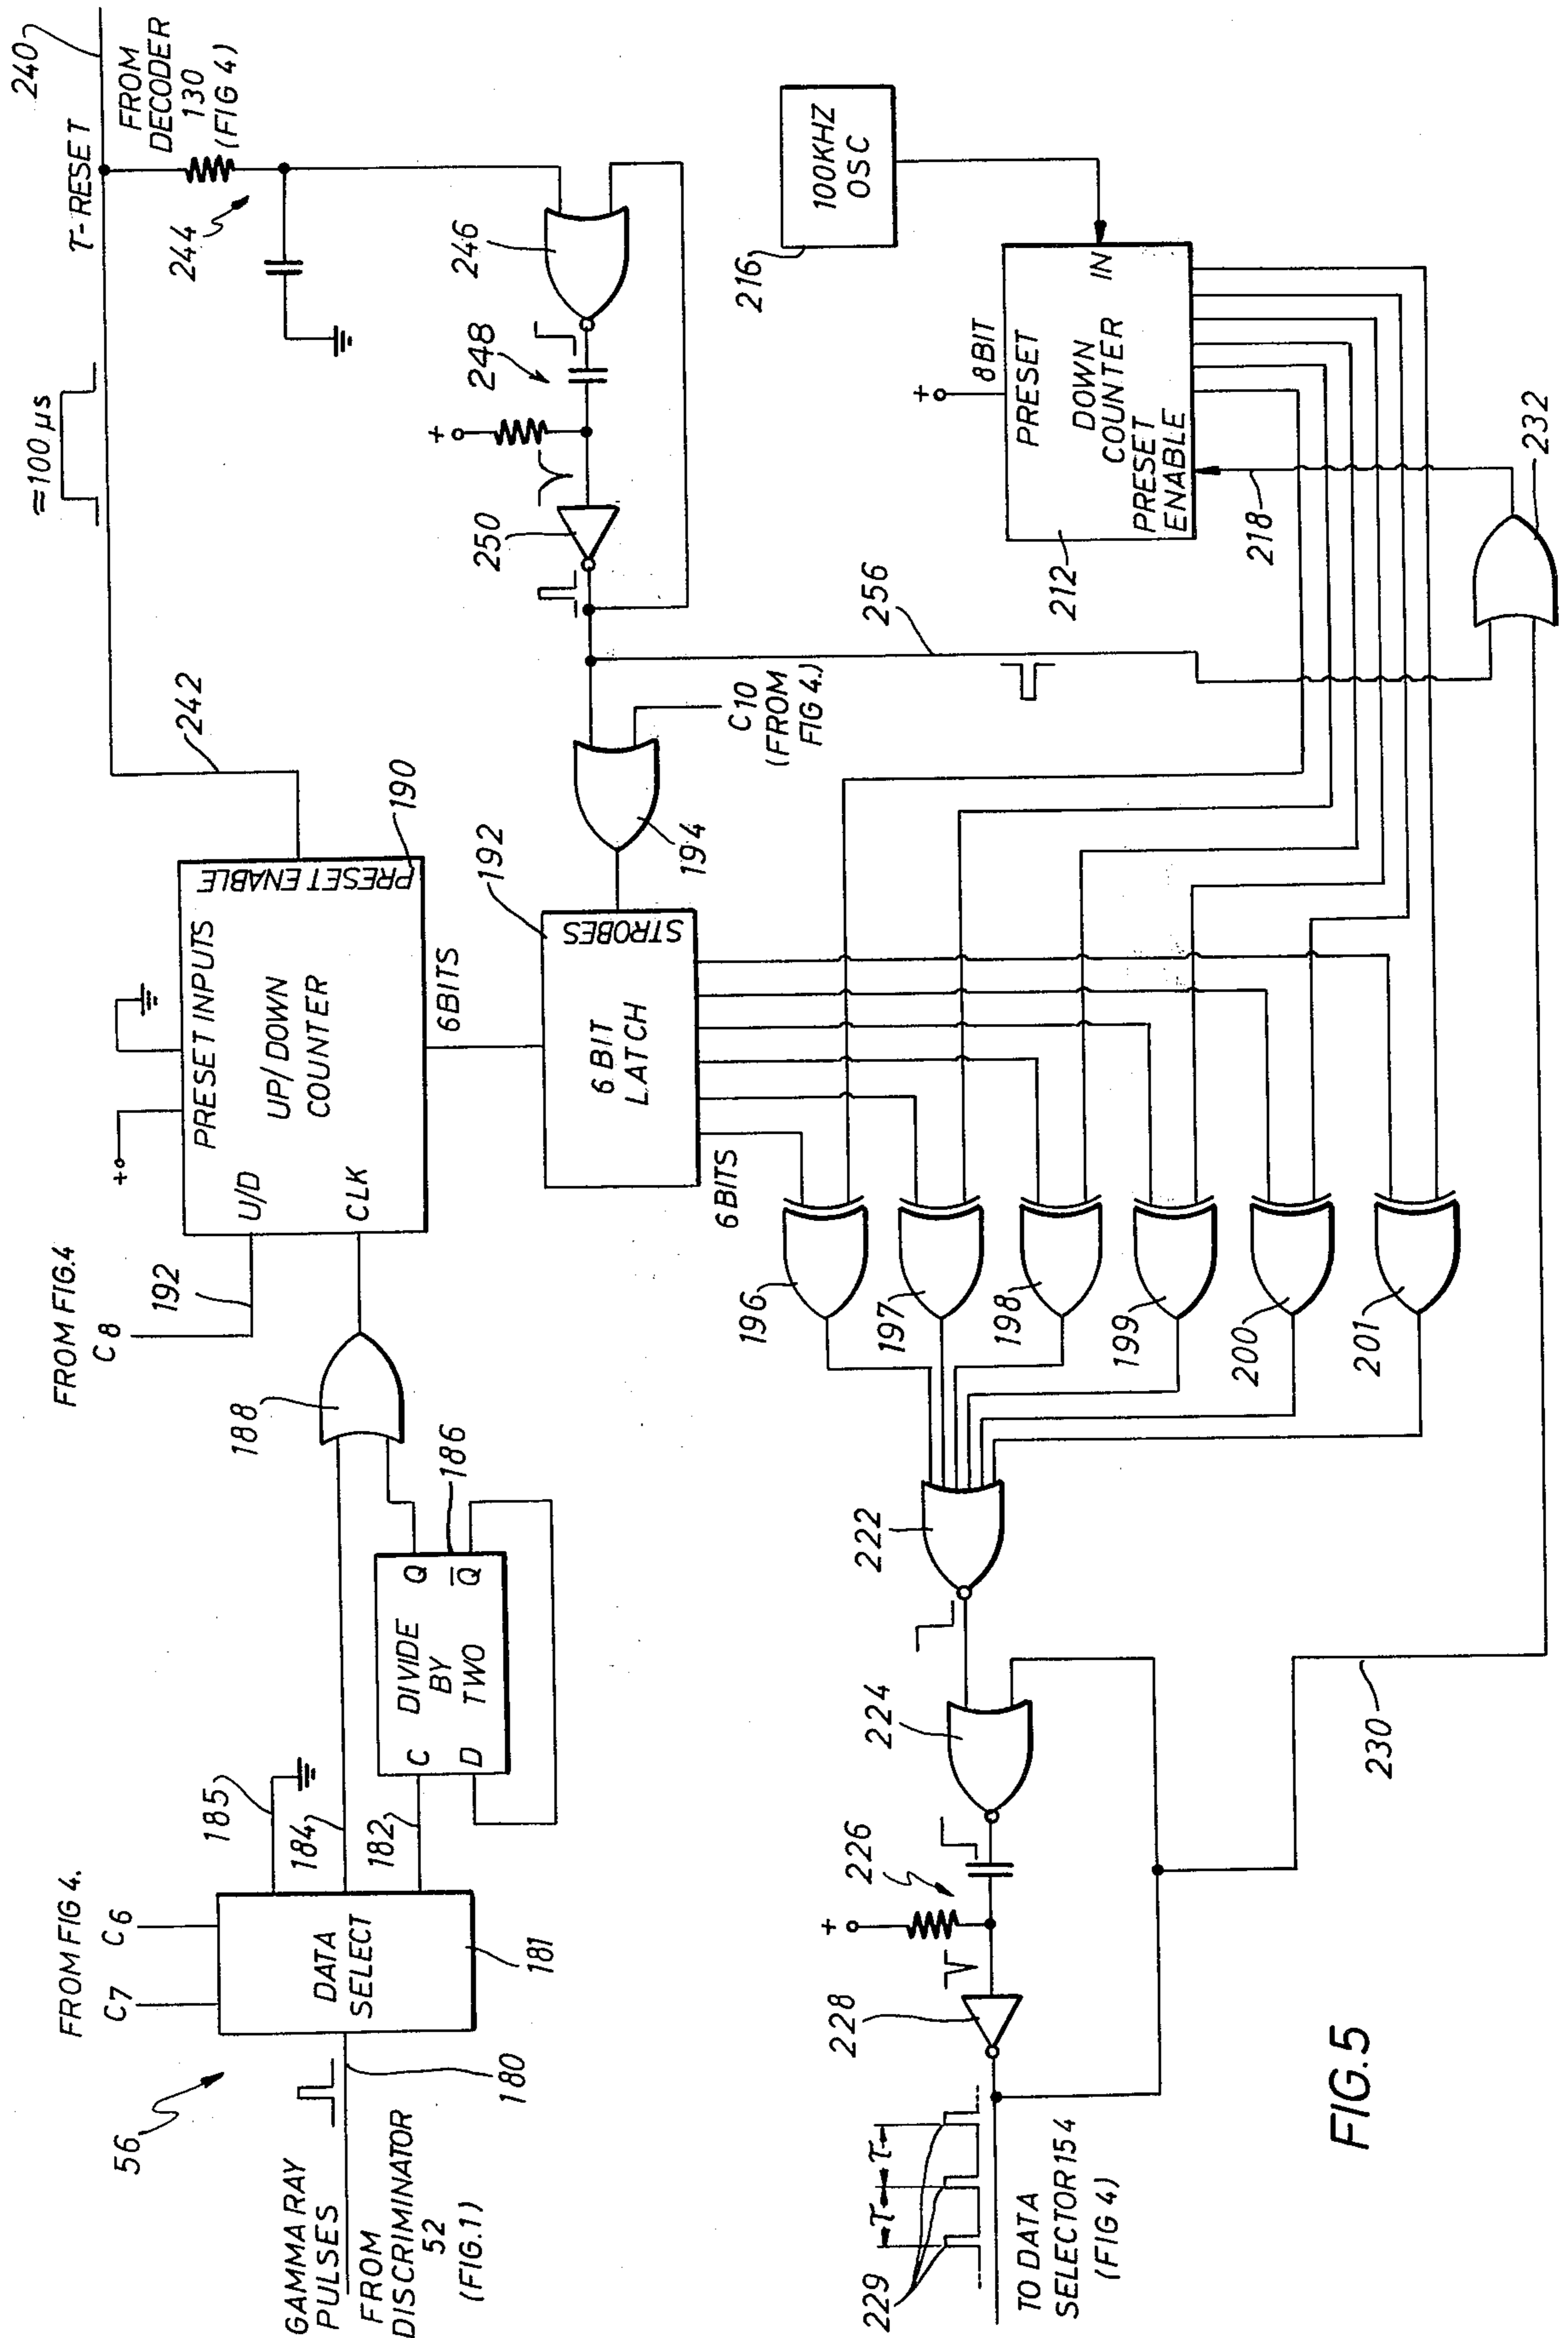 56
GAMMA RAY
PULSES
FROM
DISCRIMINATOR
52
(FIG.1)
180
FROM FIG 4.
C7
C6
DATA
SELECT
181
185
184
182
DIVIDE
BY
TWO
C
D
Q
Q̅
186
188
FROM FIG.4
C8
192
U/D
CLK
PRESET INPUTS
UP/DOWN
COUNTER
PRESET ENABLE
190
+
242
≈100 µs
τ-RESET
240
FROM
DECODER
130
(FIG 4)
244
246
248
+
250
6BITS
192
6 BIT
LATCH
STROBES
194
C10
(FROM
FIG 4.)
256
6 BITS
196
197
198
199
200
201
216
100KHZ
OSC
+
8BIT
PRESET
DOWN
COUNTER
IN
PRESET
ENABLE
212
218
232
222
224
226
+
228
229
τ
τ
230
TO DATA
SELECTOR 154
(FIG 4)
FIG.5